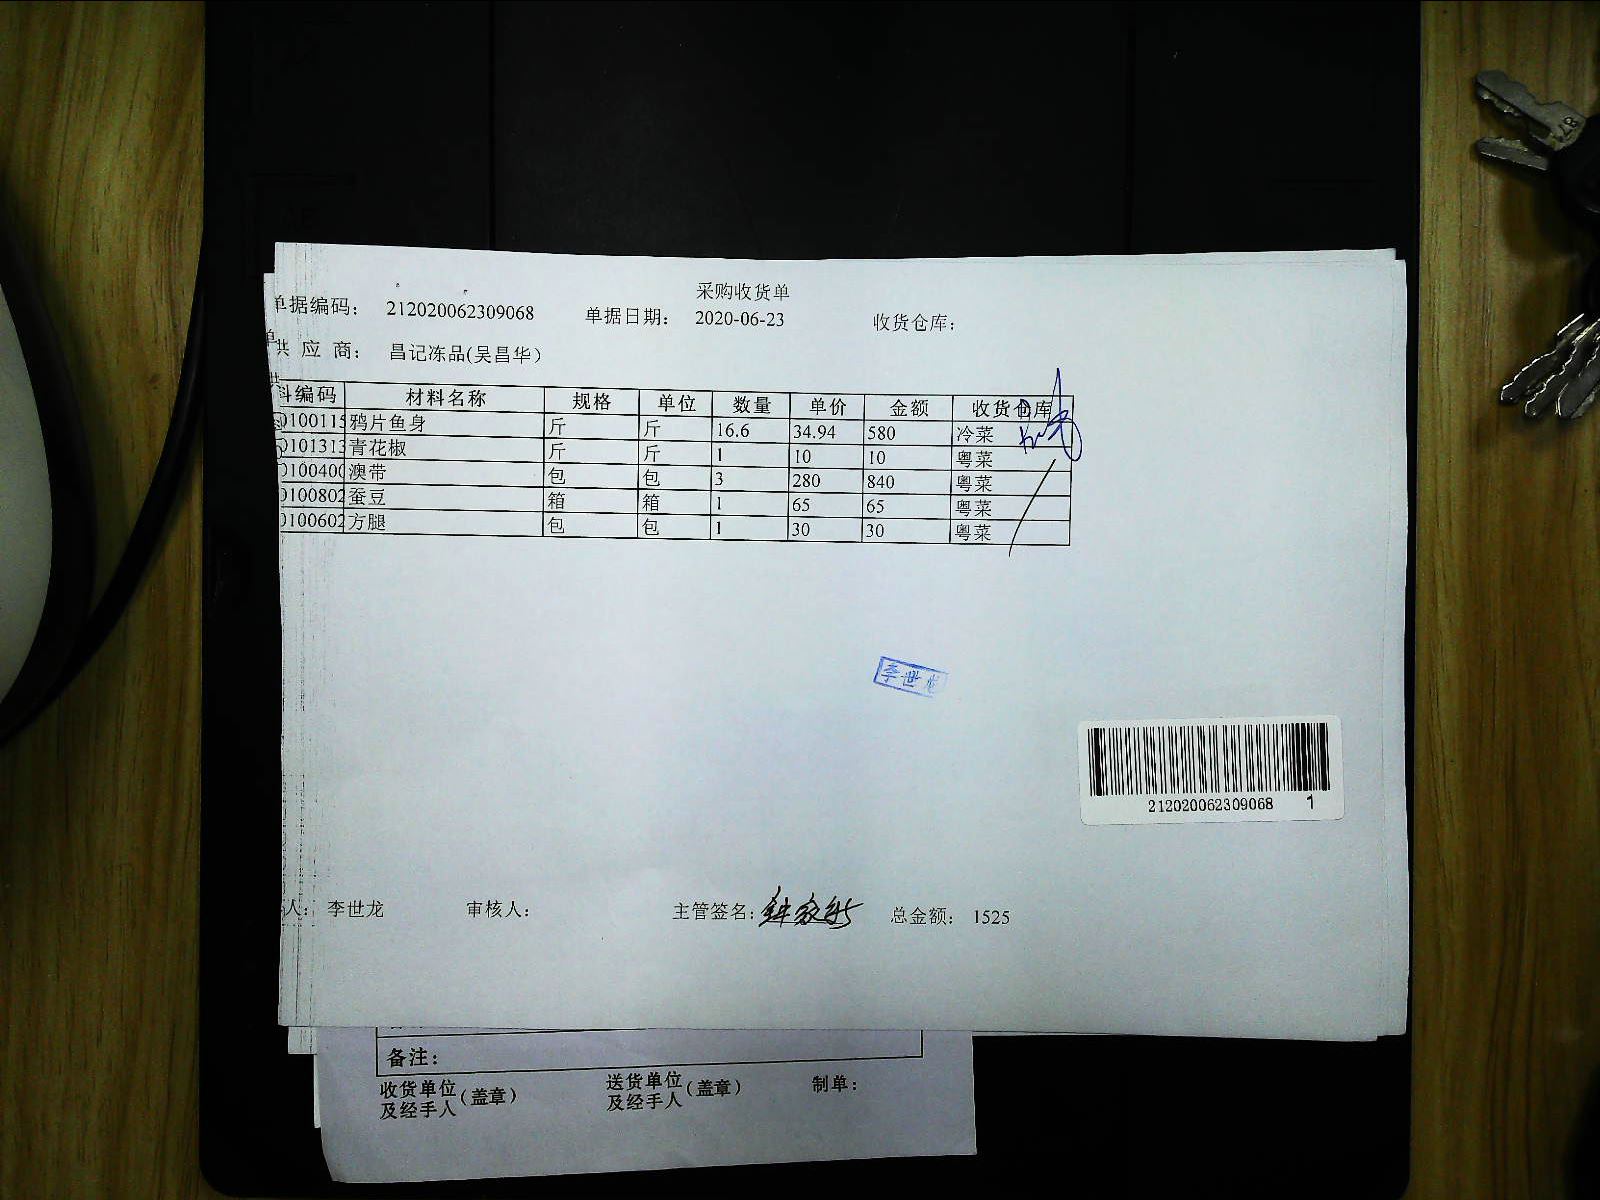 采购收货单
单据编码： 212020062309068 单据日期： 2020-06-23 收货仓库：
供 应 商： 昌记冻品(吴昌华)
料编码 材料名称 规格 单位 数量 单价 金额 收货仓库
0100115 鸦片鱼身 斤 斤 16.6 34.94 580 冷菜
0101313 青花椒 斤 斤 1 10 10 粤菜
0100400 澳带 包 包 3 280 840 粤菜
0100802 蚕豆 箱 箱 1 65 65 粤菜
0100602 方腿 包 包 1 30 30 粤菜
李世龙
212020062309068 1
人： 李世龙 审核人： 主管签名： 总金额： 1525
备注：
收货单位及经手人(盖章) 送货单位及经手人(盖章) 制单：